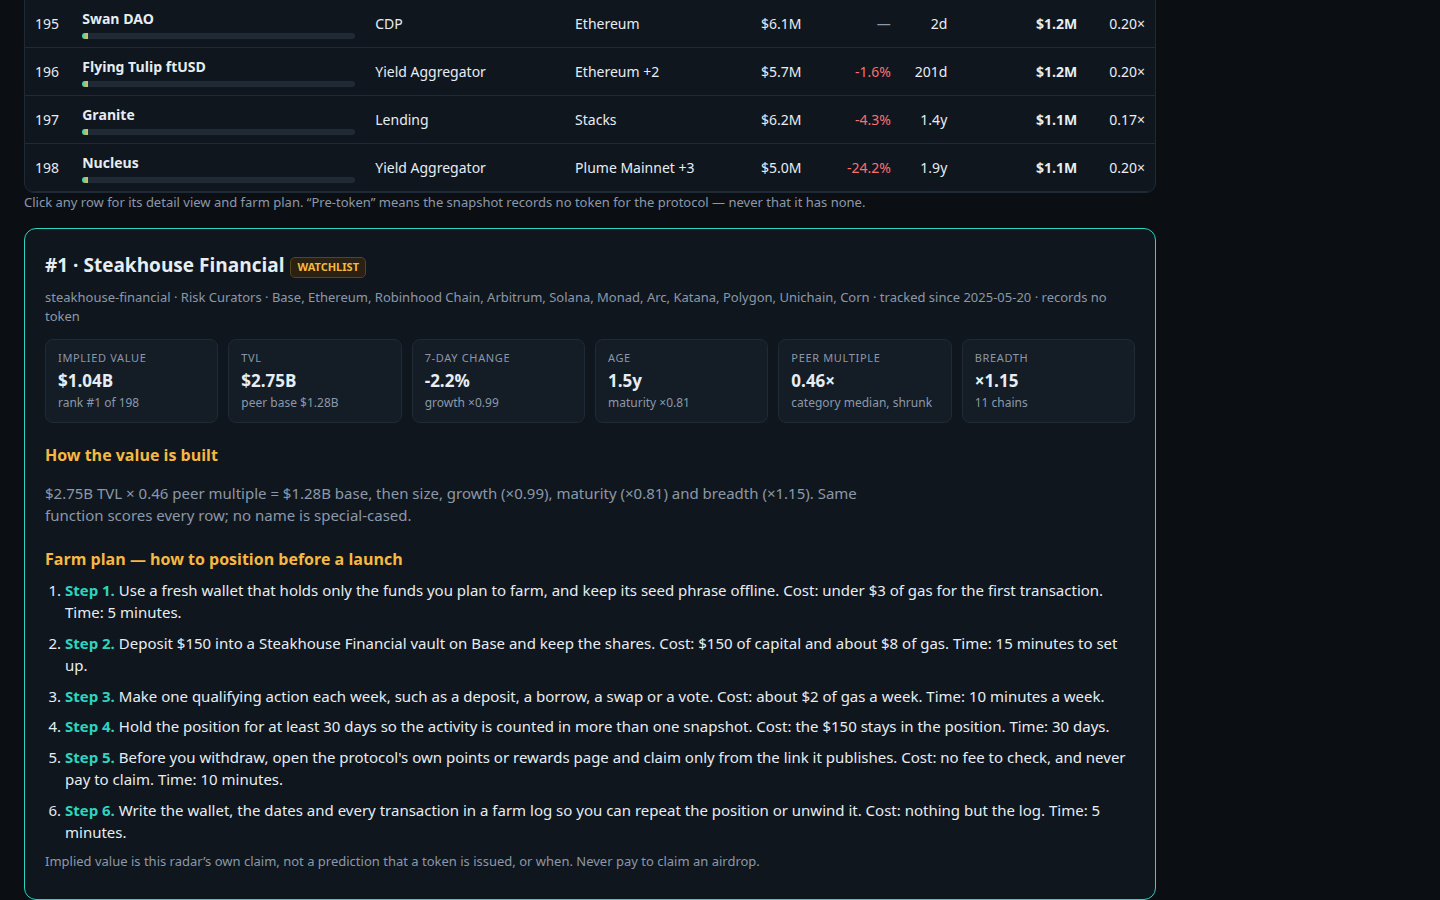 195 Swan DAO CDP Ethereum $6.1M — 2d $1.2M 0.20×
196 Flying Tulip ftUSD Yield Aggregator Ethereum +2 $5.7M -1.6% 201d $1.2M 0.20×
197 Granite Lending Stacks $6.2M -4.3% 1.4y $1.1M 0.17×
198 Nucleus Yield Aggregator Plume Mainnet +3 $5.0M -24.2% 1.9y $1.1M 0.20×
Click any row for its detail view and farm plan. “Pre-token” means the snapshot records no token for the protocol — never that it has none.
#1 · Steakhouse Financial WATCHLIST
steakhouse-financial · Risk Curators · Base, Ethereum, Robinhood Chain, Arbitrum, Solana, Monad, Arc, Katana, Polygon, Unichain, Corn · tracked since 2025-05-20 · records no
token
IMPLIED VALUE TVL 7-DAY CHANGE AGE PEER MULTIPLE BREADTH
$1.04B $2.75B -2.2% 1.5y 0.46× ×1.15
rank #1 of 198 peer base $1.28B growth ×0.99 maturity ×0.81 category median, shrunk 11 chains
How the value is built
$2.75B TVL × 0.46 peer multiple = $1.28B base, then size, growth (×0.99), maturity (×0.81) and breadth (×1.15). Same
function scores every row; no name is special-cased.
Farm plan — how to position before a launch
1. Step 1. Use a fresh wallet that holds only the funds you plan to farm, and keep its seed phrase offline. Cost: under $3 of gas for the first transaction.
Time: 5 minutes.
2. Step 2. Deposit $150 into a Steakhouse Financial vault on Base and keep the shares. Cost: $150 of capital and about $8 of gas. Time: 15 minutes to set
up.
3. Step 3. Make one qualifying action each week, such as a deposit, a borrow, a swap or a vote. Cost: about $2 of gas a week. Time: 10 minutes a week.
4. Step 4. Hold the position for at least 30 days so the activity is counted in more than one snapshot. Cost: the $150 stays in the position. Time: 30 days.
5. Step 5. Before you withdraw, open the protocol's own points or rewards page and claim only from the link it publishes. Cost: no fee to check, and never
pay to claim. Time: 10 minutes.
6. Step 6. Write the wallet, the dates and every transaction in a farm log so you can repeat the position or unwind it. Cost: nothing but the log. Time: 5
minutes.
Implied value is this radar’s own claim, not a prediction that a token is issued, or when. Never pay to claim an airdrop.